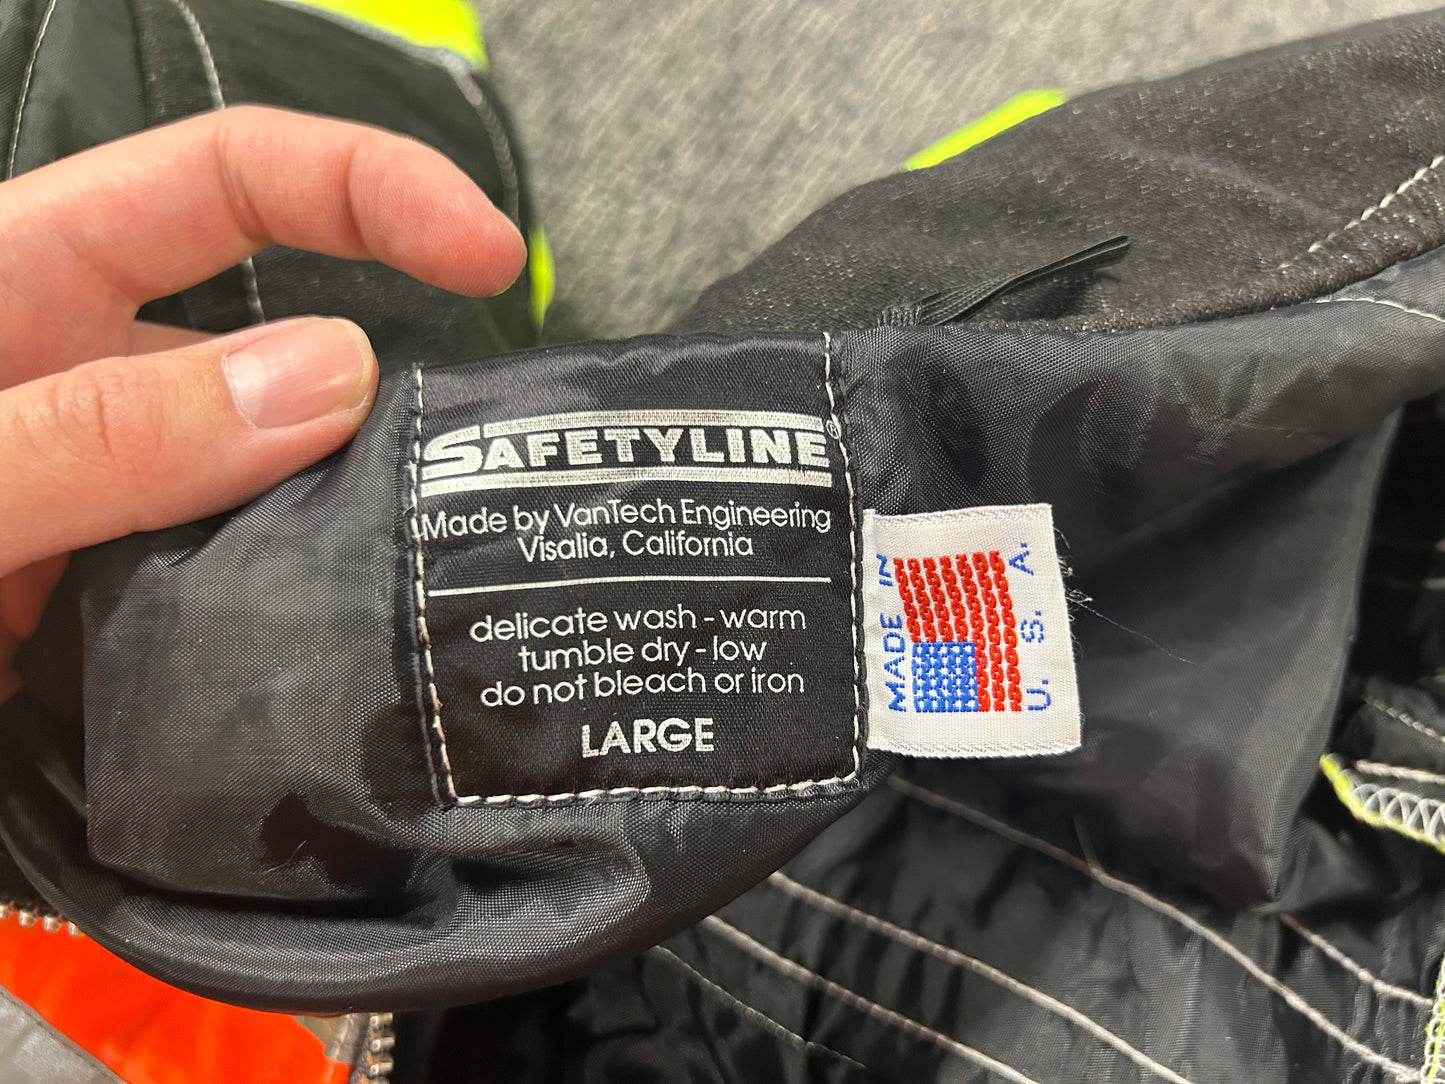 SAFETYLINE®
Made by VanTech Engineering
Visalia, California
delicate wash - warm
tumble dry - low
do not bleach or iron
LARGE
MADE IN
U. S. A.